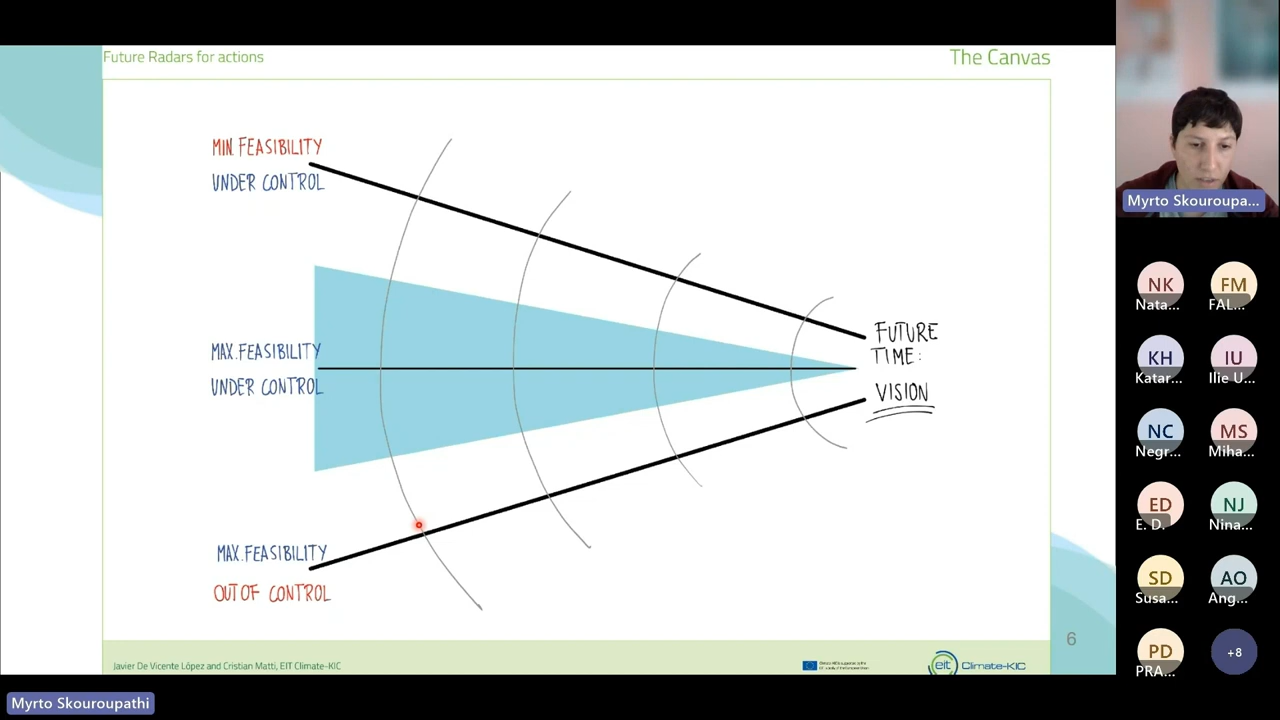 Future Radars for actions
The Canvas
MIN. FEASIBILITY
UNDER CONTROL
MAX. FEASIBILITY
UNDER CONTROL
FUTURE
TIME:
VISION
MAX. FEASIBILITY
OUT OF CONTROL
6
Javier De Vicente López and Cristian Matti, EIT Climate-KIC
eit Climate-KIC
Myrto Skouroupa...
NK
Nata...
FM
FAL...
KH
Katar...
IU
Ilie U...
NC
Negr...
MS
Miha...
ED
E. D.
NJ
Nina...
SD
Susa...
AO
Ang...
PD
PRA...
+8
Myrto Skouroupathi